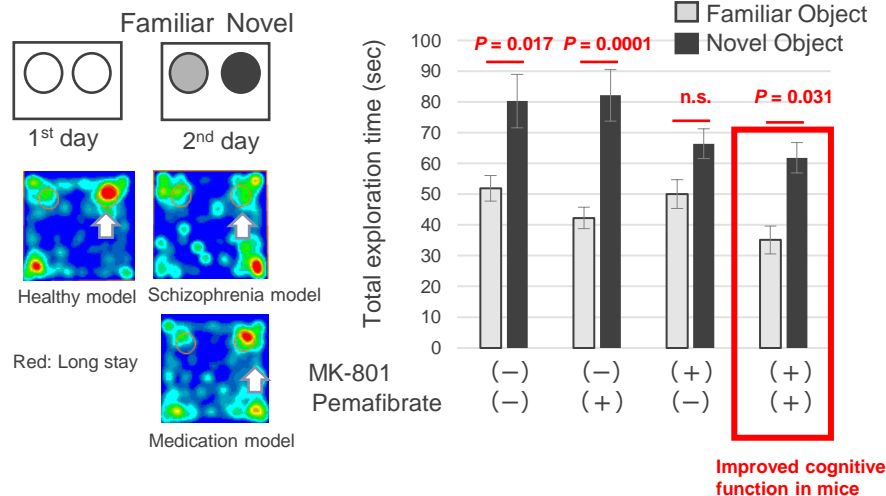 Familiar Novel
1st day
2nd day
Healthy model
Schizophrenia model
Red: Long stay
Medication model
Familiar Object
Novel Object
Total exploration time (sec)
100
90
80
70
60
50
40
30
20
10
0
P = 0.017
P = 0.0001
n.s.
P = 0.031
MK-801 (−) (−) (+) (+)
Pemafibrate (−) (+) (−) (+)
Improved cognitive
function in mice